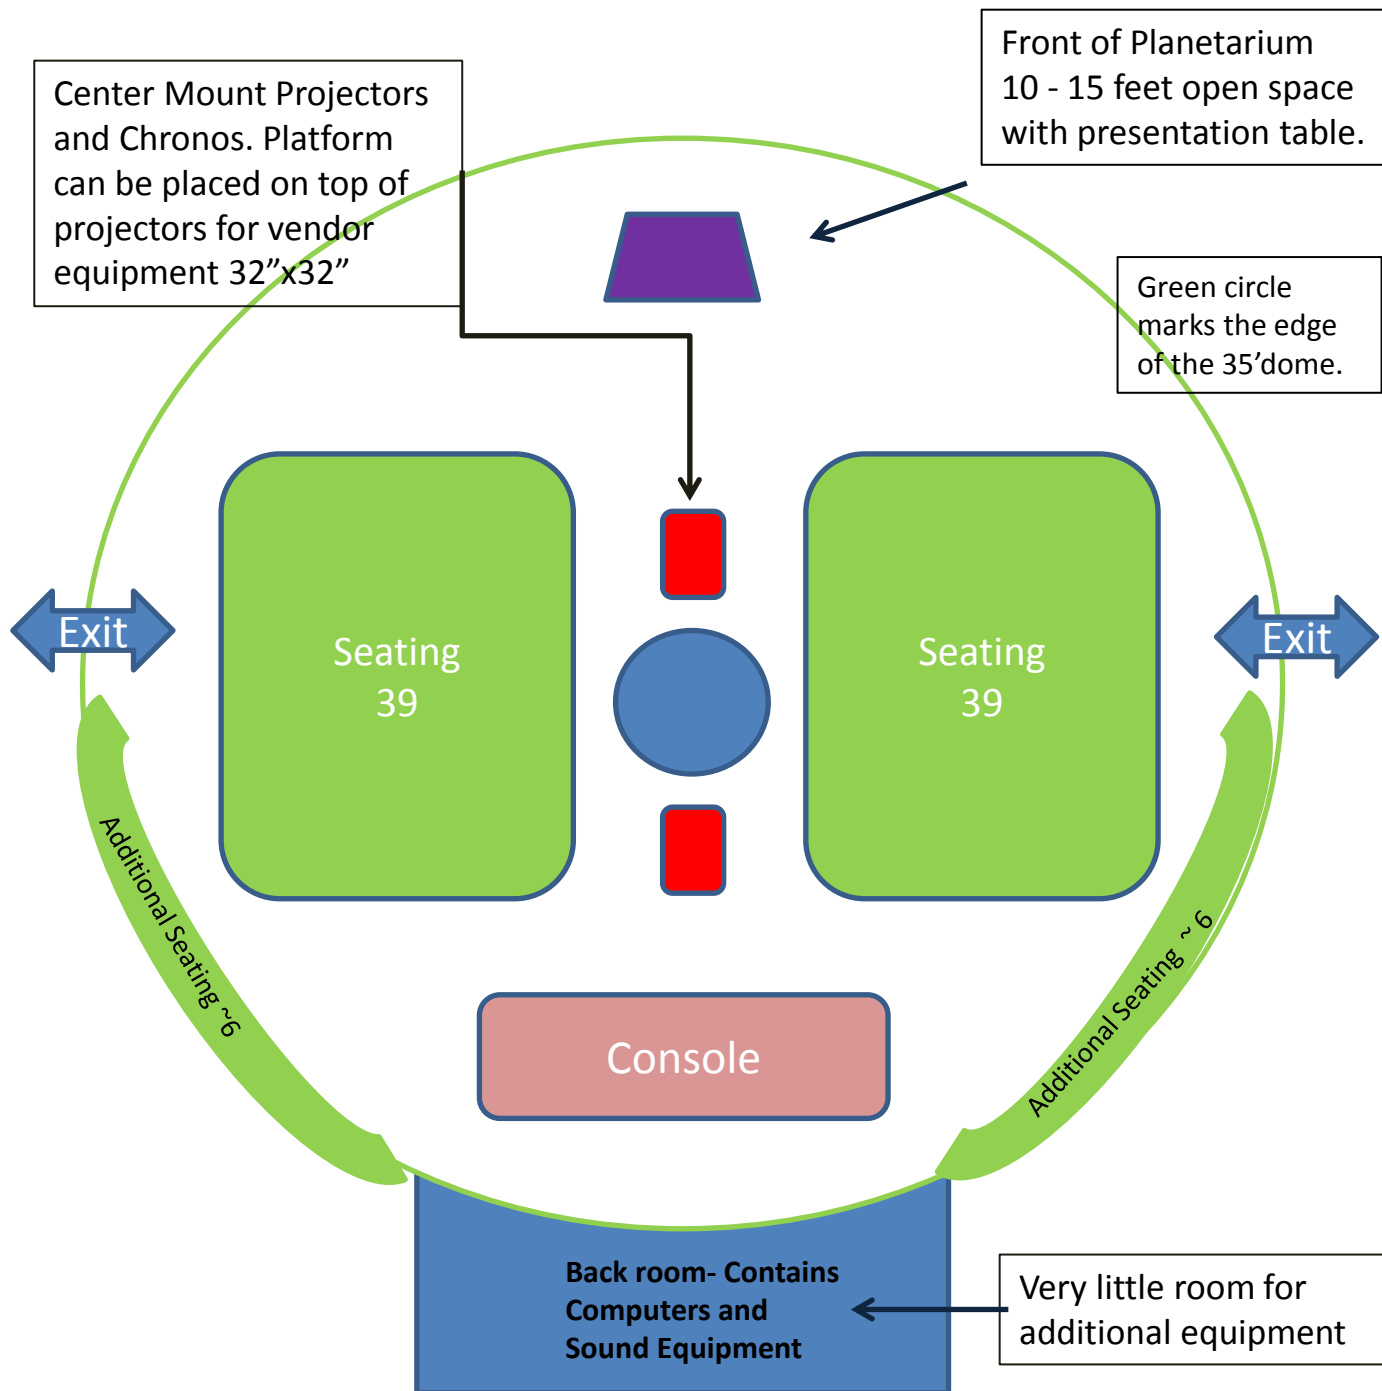 Front of Planetarium
10 - 15 feet open space
with presentation table.
Center Mount Projectors
and Chronos. Platform
can be placed on top of
projectors for vendor
equipment 32”x32”
Green circle
marks the edge
of the 35’dome.
Exit
Seating
39
Seating
39
Exit
Additional Seating ~6
Additional Seating ~ 6
Console
Back room- Contains
Computers and
Sound Equipment
Very little room for
additional equipment